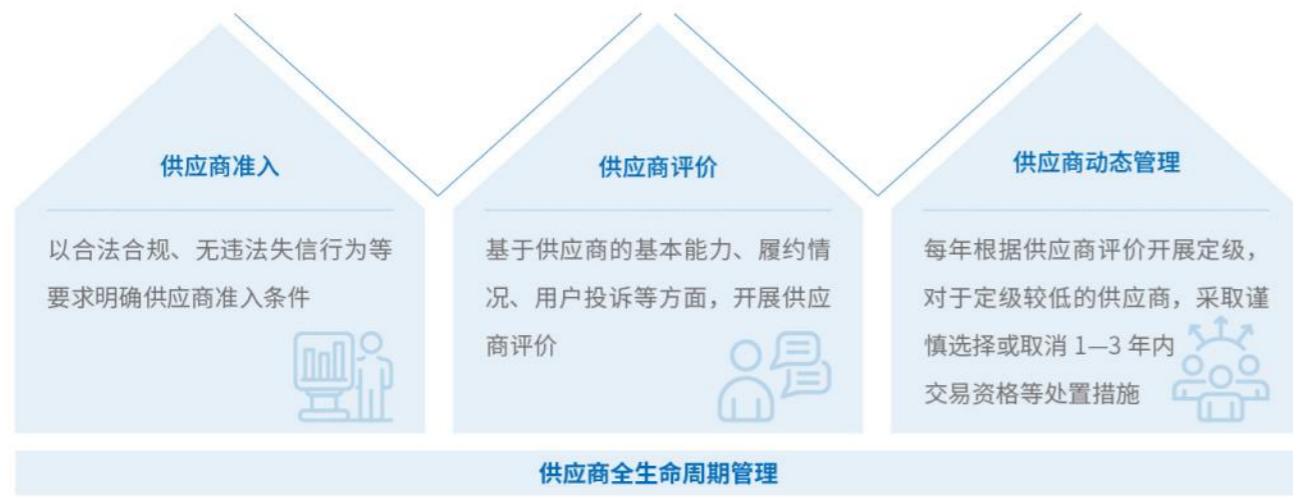 供应商准入
以合法合规、无违法失信行为等
要求明确供应商准入条件
供应商评价
基于供应商的基本能力、履约情
况、用户投诉等方面，开展供应
商评价
供应商动态管理
每年根据供应商评价开展定级，
对于定级较低的供应商，采取谨
慎选择或取消 1—3 年内
交易资格等处置措施
供应商全生命周期管理